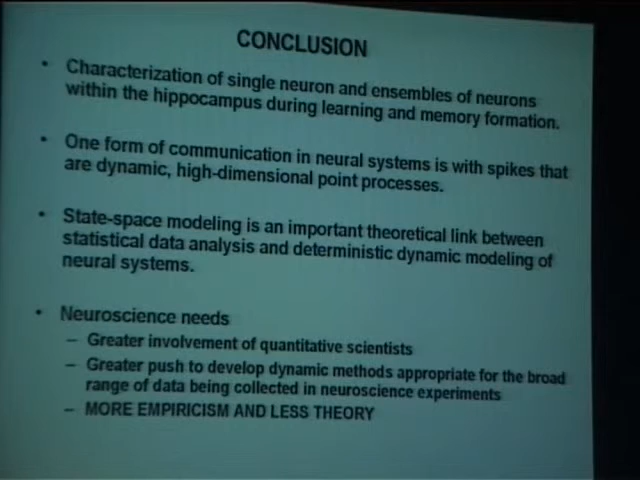 CONCLUSION
• Characterization of single neuron and ensembles of neurons
within the hippocampus during learning and memory formation.
• One form of communication in neural systems is with spikes that
are dynamic, high-dimensional point processes.
• State-space modeling is an important theoretical link between
statistical data analysis and deterministic dynamic modeling of
neural systems.
• Neuroscience needs
– Greater involvement of quantitative scientists
– Greater push to develop dynamic methods appropriate for the broad
range of data being collected in neuroscience experiments
– MORE EMPIRICISM AND LESS THEORY